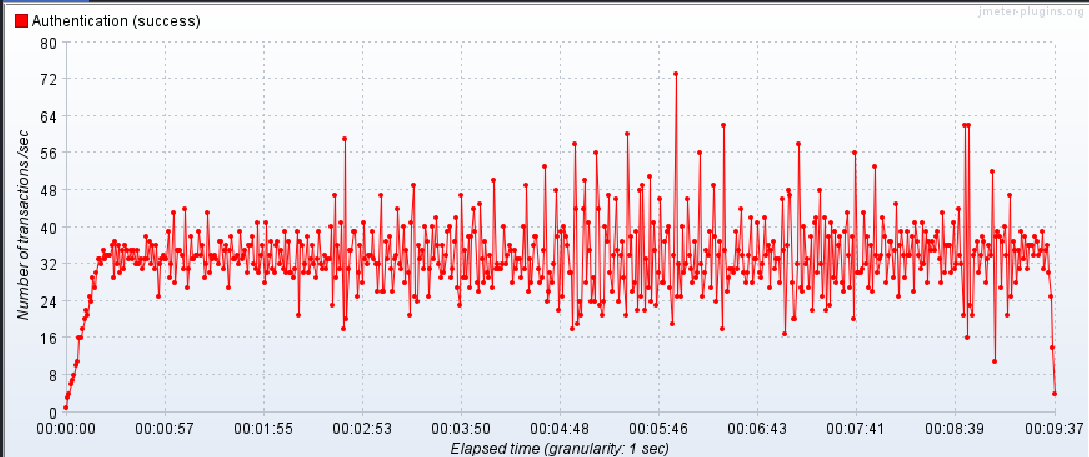 jmeter-plugins.org
Authentication (success)
80
72
64
56
48
40
32
24
16
8
0
Number of transactions /sec
00:00:00 00:00:57 00:01:55 00:02:53 00:03:50 00:04:48 00:05:46 00:06:43 00:07:41 00:08:39 00:09:37
Elapsed time (granularity: 1 sec)